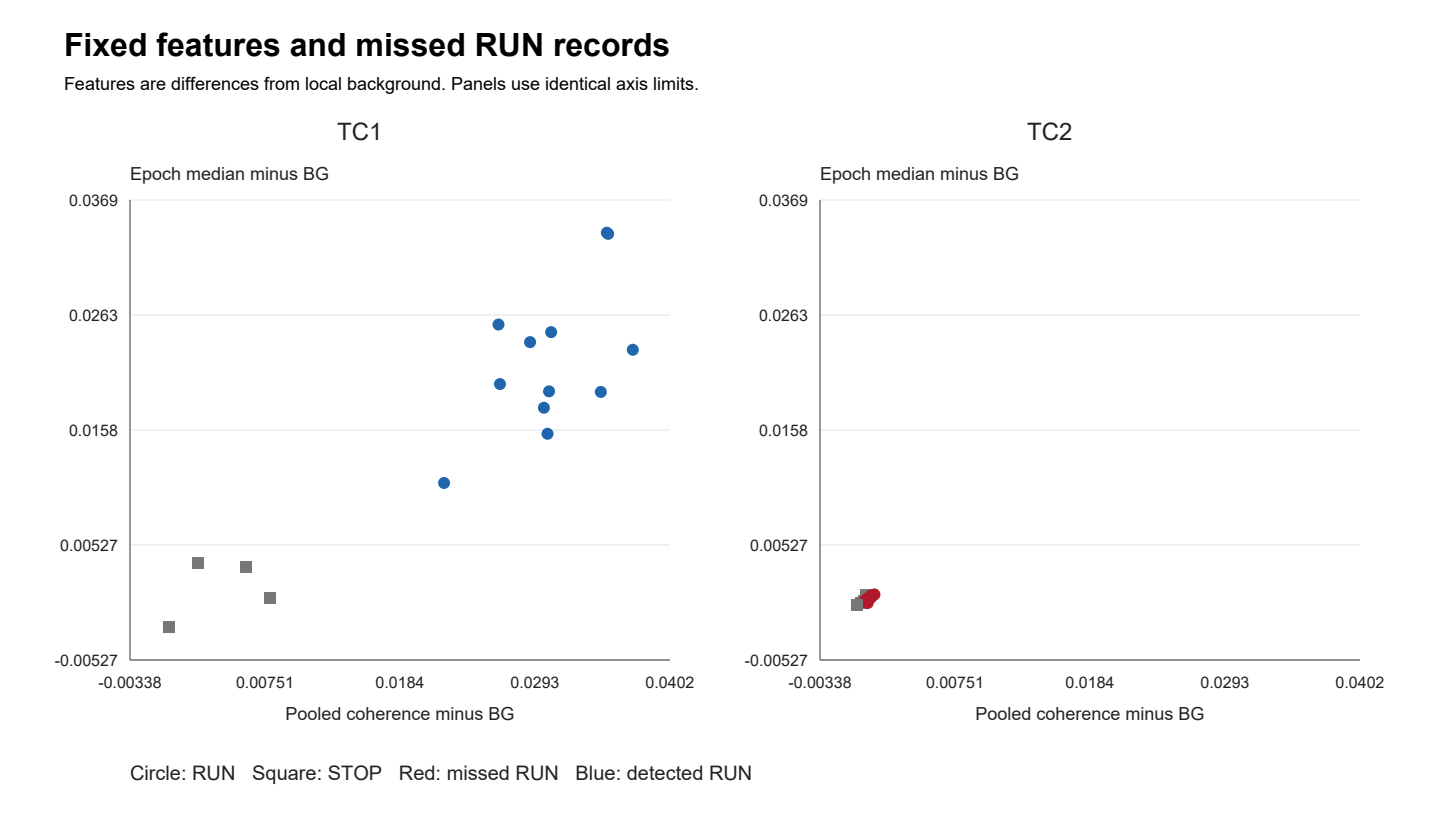 Fixed features and missed RUN records
Features are differences from local background. Panels use identical axis limits.
TC1
Epoch median minus BG
0.0369
0.0263
0.0158
0.00527
-0.00527
-0.00338 0.00751 0.0184 0.0293 0.0402
Pooled coherence minus BG
TC2
Epoch median minus BG
0.0369
0.0263
0.0158
0.00527
-0.00527
-0.00338 0.00751 0.0184 0.0293 0.0402
Pooled coherence minus BG
Circle: RUN Square: STOP Red: missed RUN Blue: detected RUN